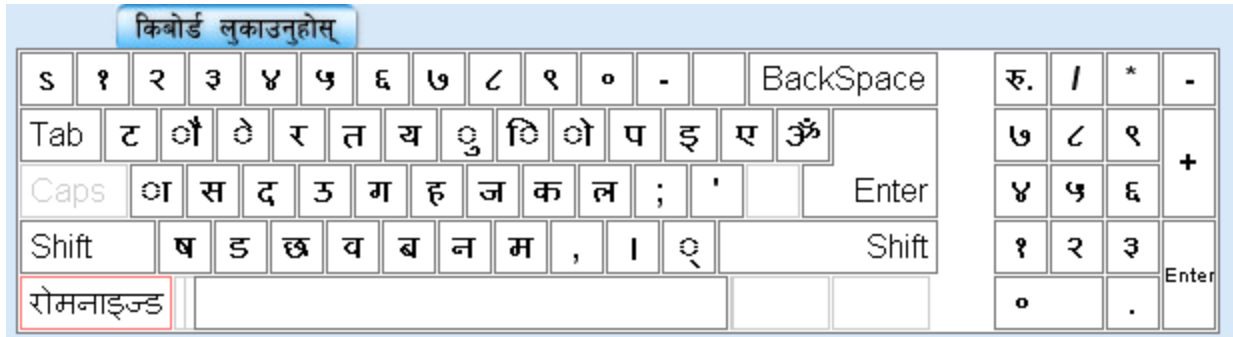 किबोर्ड लुकाउनुहोस्
ऽ १ २ ३ ४ ५ ६ ७ ८ ९ ० - BackSpace रु. / * -
Tab ट ौ े र त य ु ि ो प इ ए ॐ ७ ८ ९ +
Caps ा स द उ ग ह ज क ल ; ' Enter ४ ५ ६
Shift ष ड छ व ब न म , । ् Shift १ २ ३ Enter
रोमनाइज्ड ० .